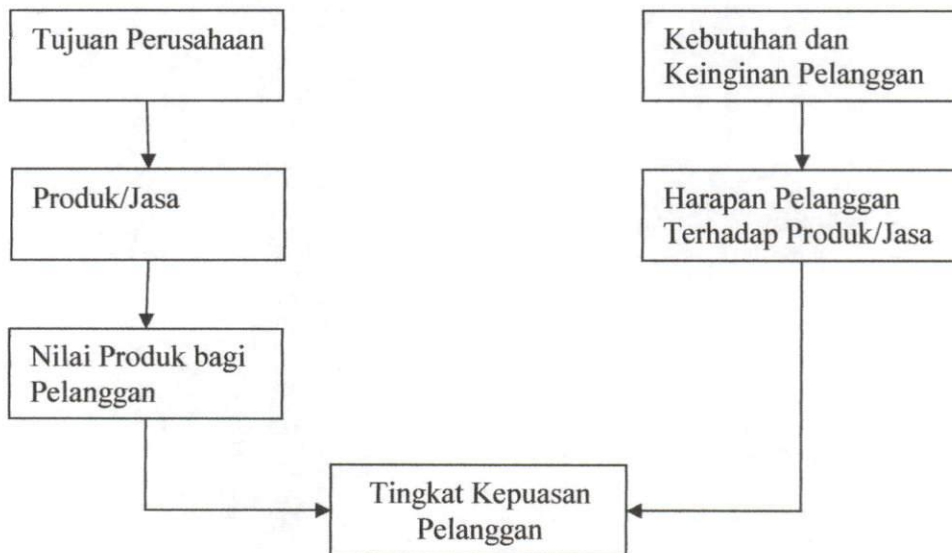 Tujuan Perusahaan
Produk/Jasa
Nilai Produk bagi
Pelanggan
Kebutuhan dan
Keinginan Pelanggan
Harapan Pelanggan
Terhadap Produk/Jasa
Tingkat Kepuasan
Pelanggan